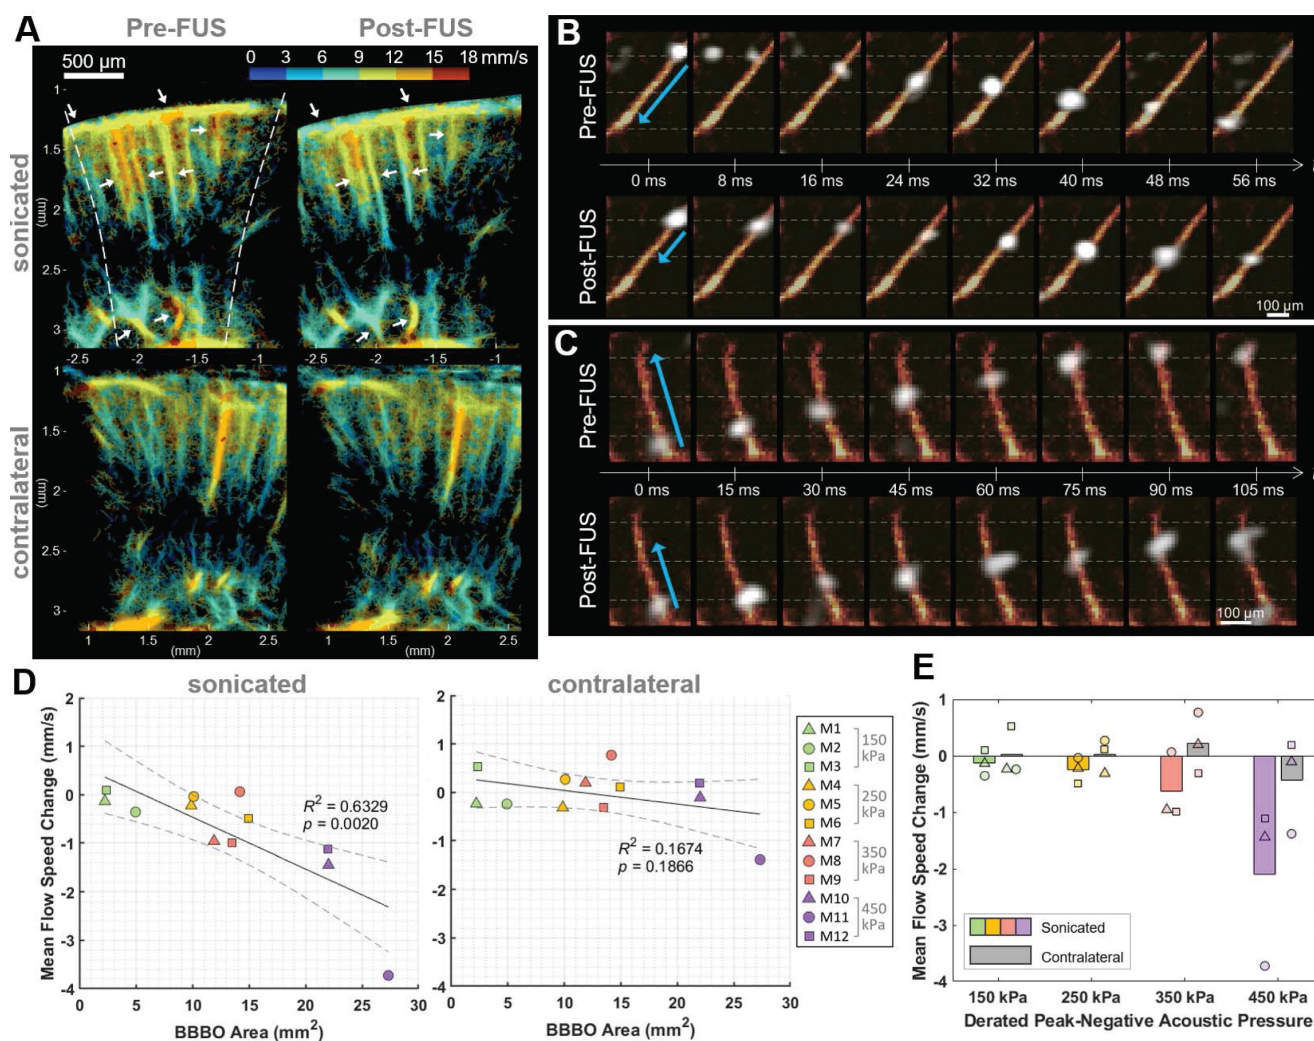 A
Pre-FUS
Post-FUS
500 µm
0 3 6 9 12 15 18 mm/s
sonicated
1
1.5
2
(mm)
2.5
3
-2.5 -2 -1.5 -1
-2.5 -2 -1.5 -1
contralateral
1
1.5
2
(mm)
2.5
3
1 1.5 2 2.5
(mm)
1 1.5 2 2.5
(mm)
B
Pre-FUS
0 ms 8 ms 16 ms 24 ms 32 ms 40 ms 48 ms 56 ms
Post-FUS
100 µm
C
Pre-FUS
0 ms 15 ms 30 ms 45 ms 60 ms 75 ms 90 ms 105 ms
Post-FUS
100 µm
D
sonicated
Mean Flow Speed Change (mm/s)
2
1
0
-1
-2
-3
-4
R² = 0.6329
p = 0.0020
0 5 10 15 20 25 30
BBBO Area (mm²)
contralateral
2
1
0
-1
-2
-3
-4
R² = 0.1674
p = 0.1866
0 5 10 15 20 25 30
BBBO Area (mm²)
M1
M2
M3
150 kPa
M4
M5
M6
250 kPa
M7
M8
M9
350 kPa
M10
M11
M12
450 kPa
E
Mean Flow Speed Change (mm/s)
1
0
-1
-2
-3
-4
Sonicated
Contralateral
150 kPa 250 kPa 350 kPa 450 kPa
Derated Peak-Negative Acoustic Pressure